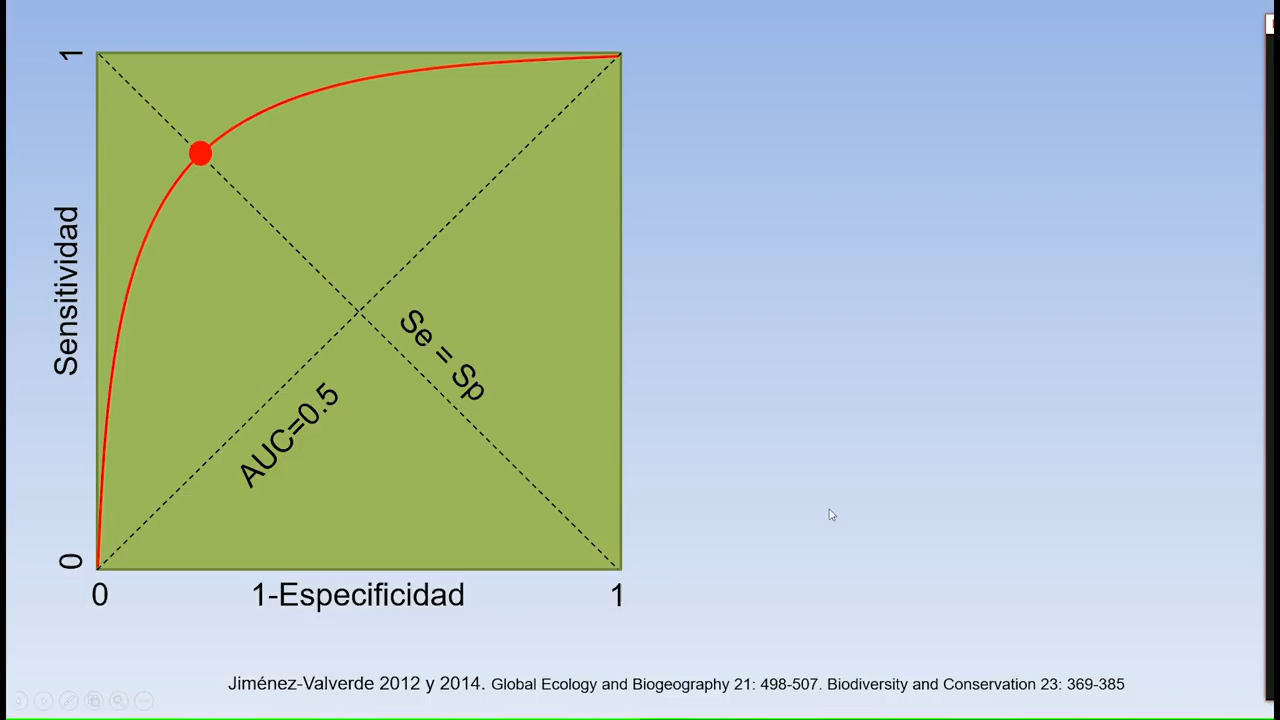 1
Sensitividad
0
Se = Sp
AUC=0.5
0
1-Especificidad
1
Jiménez-Valverde 2012 y 2014. Global Ecology and Biogeography 21: 498-507. Biodiversity and Conservation 23: 369-385